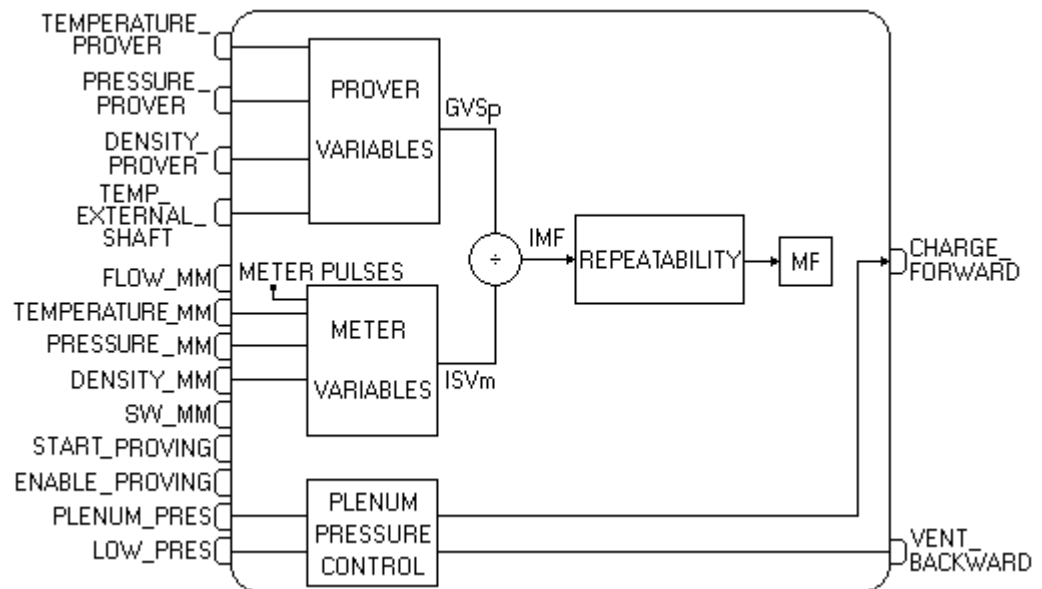 TEMPERATURE_
PROVER
PRESSURE_
PROVER
DENSITY_
PROVER
TEMP_
EXTERNAL_
SHAFT
FLOW_MM
TEMPERATURE_MM
PRESSURE_MM
DENSITY_MM
SW_MM
START_PROVING
ENABLE_PROVING
PLENUM_PRES
LOW_PRES
PROVER
VARIABLES
GVSp
METER PULSES
METER
VARIABLES
ISVm
÷
IMF
REPEATABILITY
MF
PLENUM
PRESSURE
CONTROL
CHARGE_
FORWARD
VENT_
BACKWARD